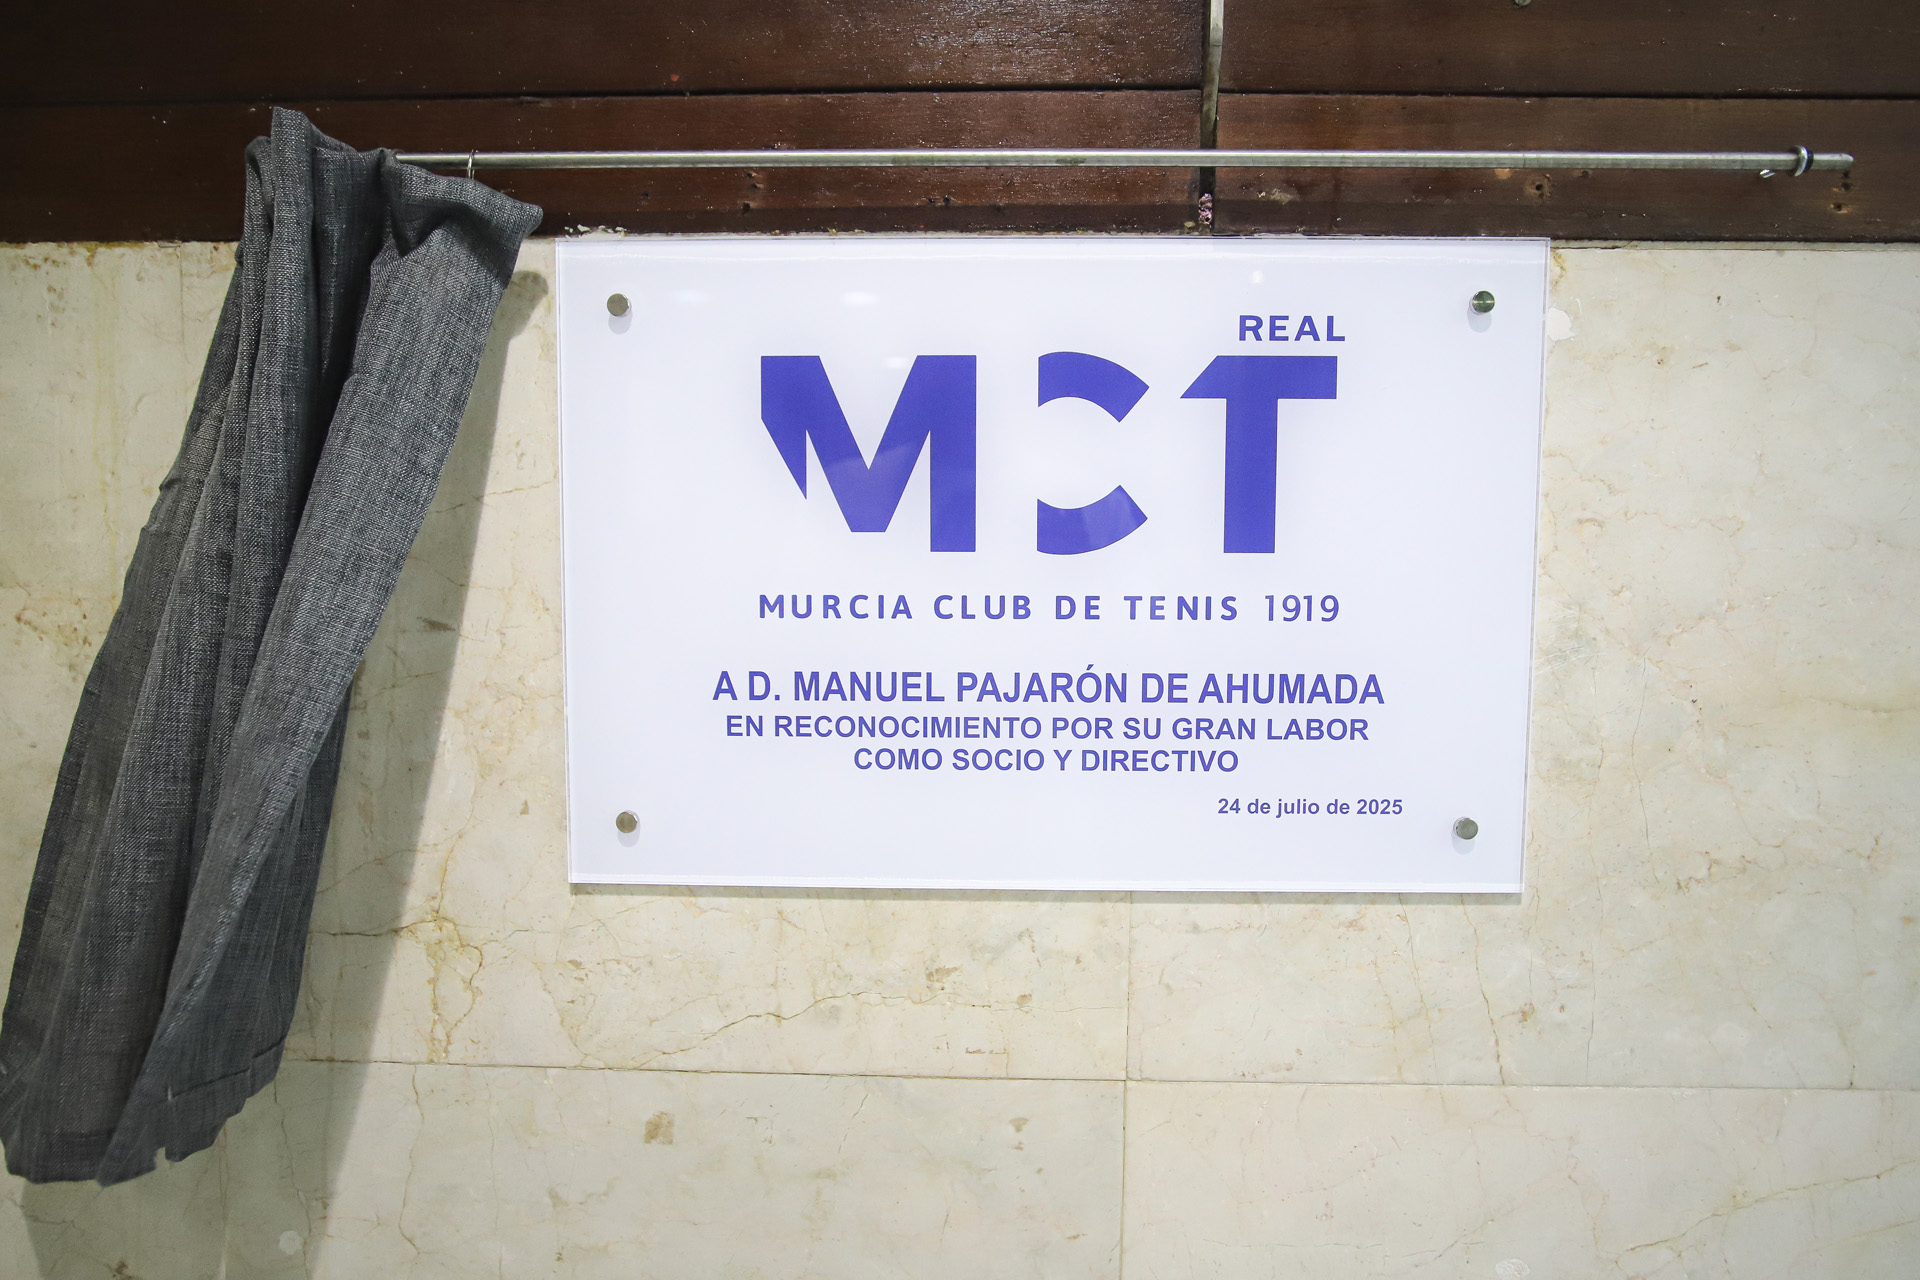 REAL
MCT
MURCIA CLUB DE TENIS 1919
A D. MANUEL PAJARÓN DE AHUMADA
EN RECONOCIMIENTO POR SU GRAN LABOR
COMO SOCIO Y DIRECTIVO
24 de julio de 2025